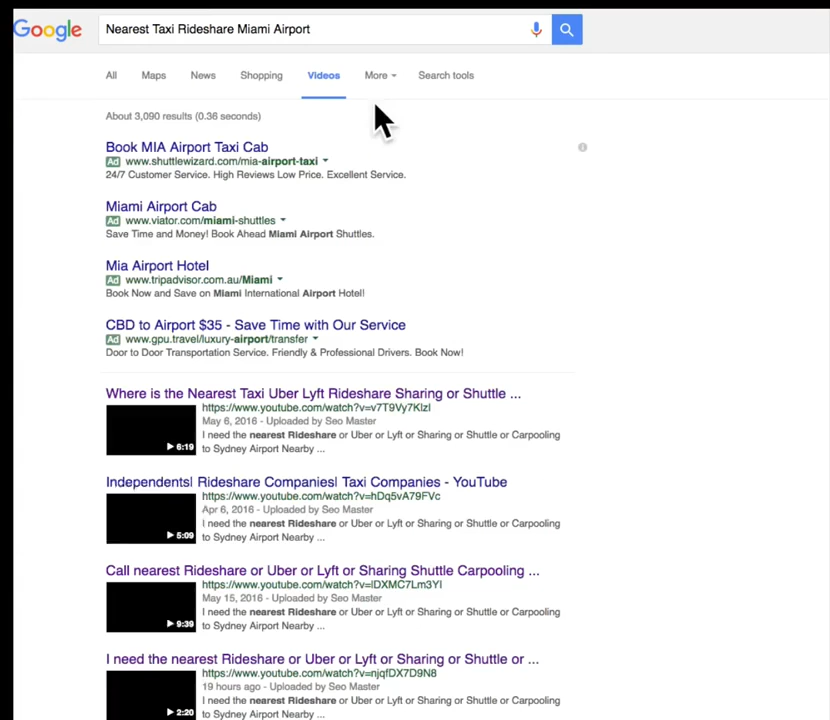 Google
Nearest Taxi Rideshare Miami Airport
All Maps News Shopping Videos More Search tools
About 3,090 results (0.36 seconds)
Book MIA Airport Taxi Cab
Ad www.shuttlewizard.com/mia-airport-taxi
24/7 Customer Service. High Reviews Low Price. Excellent Service.
Miami Airport Cab
Ad www.viator.com/miami-shuttles
Save Time and Money! Book Ahead Miami Airport Shuttles.
Mia Airport Hotel
Ad www.tripadvisor.com.au/Miami
Book Now and Save on Miami International Airport Hotel!
CBD to Airport $35 - Save Time with Our Service
Ad www.gpu.travel/luxury-airport/transfer
Door to Door Transportation Service. Friendly & Professional Drivers. Book Now!
Where is the Nearest Taxi Uber Lyft Rideshare Sharing or Shuttle ...
https://www.youtube.com/watch?v=v7T9Vy7KlzI
May 6, 2016 - Uploaded by Seo Master
I need the nearest Rideshare or Uber or Lyft or Sharing or Shuttle or Carpooling
6:19
to Sydney Airport Nearby ...
Independents| Rideshare Companies| Taxi Companies - YouTube
https://www.youtube.com/watch?v=hDq5vA79FVc
Apr 6, 2016 - Uploaded by Seo Master
I need the nearest Rideshare or Uber or Lyft or Sharing or Shuttle or Carpooling
5:09
to Sydney Airport Nearby ...
Call nearest Rideshare or Uber or Lyft or Sharing Shuttle Carpooling ...
https://www.youtube.com/watch?v=lDXMC7Lm3YI
May 15, 2016 - Uploaded by Seo Master
I need the nearest Rideshare or Uber or Lyft or Sharing or Shuttle or Carpooling
9:39
to Sydney Airport Nearby ...
I need the nearest Rideshare or Uber or Lyft or Sharing or Shuttle or ...
https://www.youtube.com/watch?v=njqfDX7D9N8
19 hours ago - Uploaded by Seo Master
I need the nearest Rideshare or Uber or Lyft or Sharing or Shuttle or Carpooling
2:20
to Sydney Airport Nearby ...